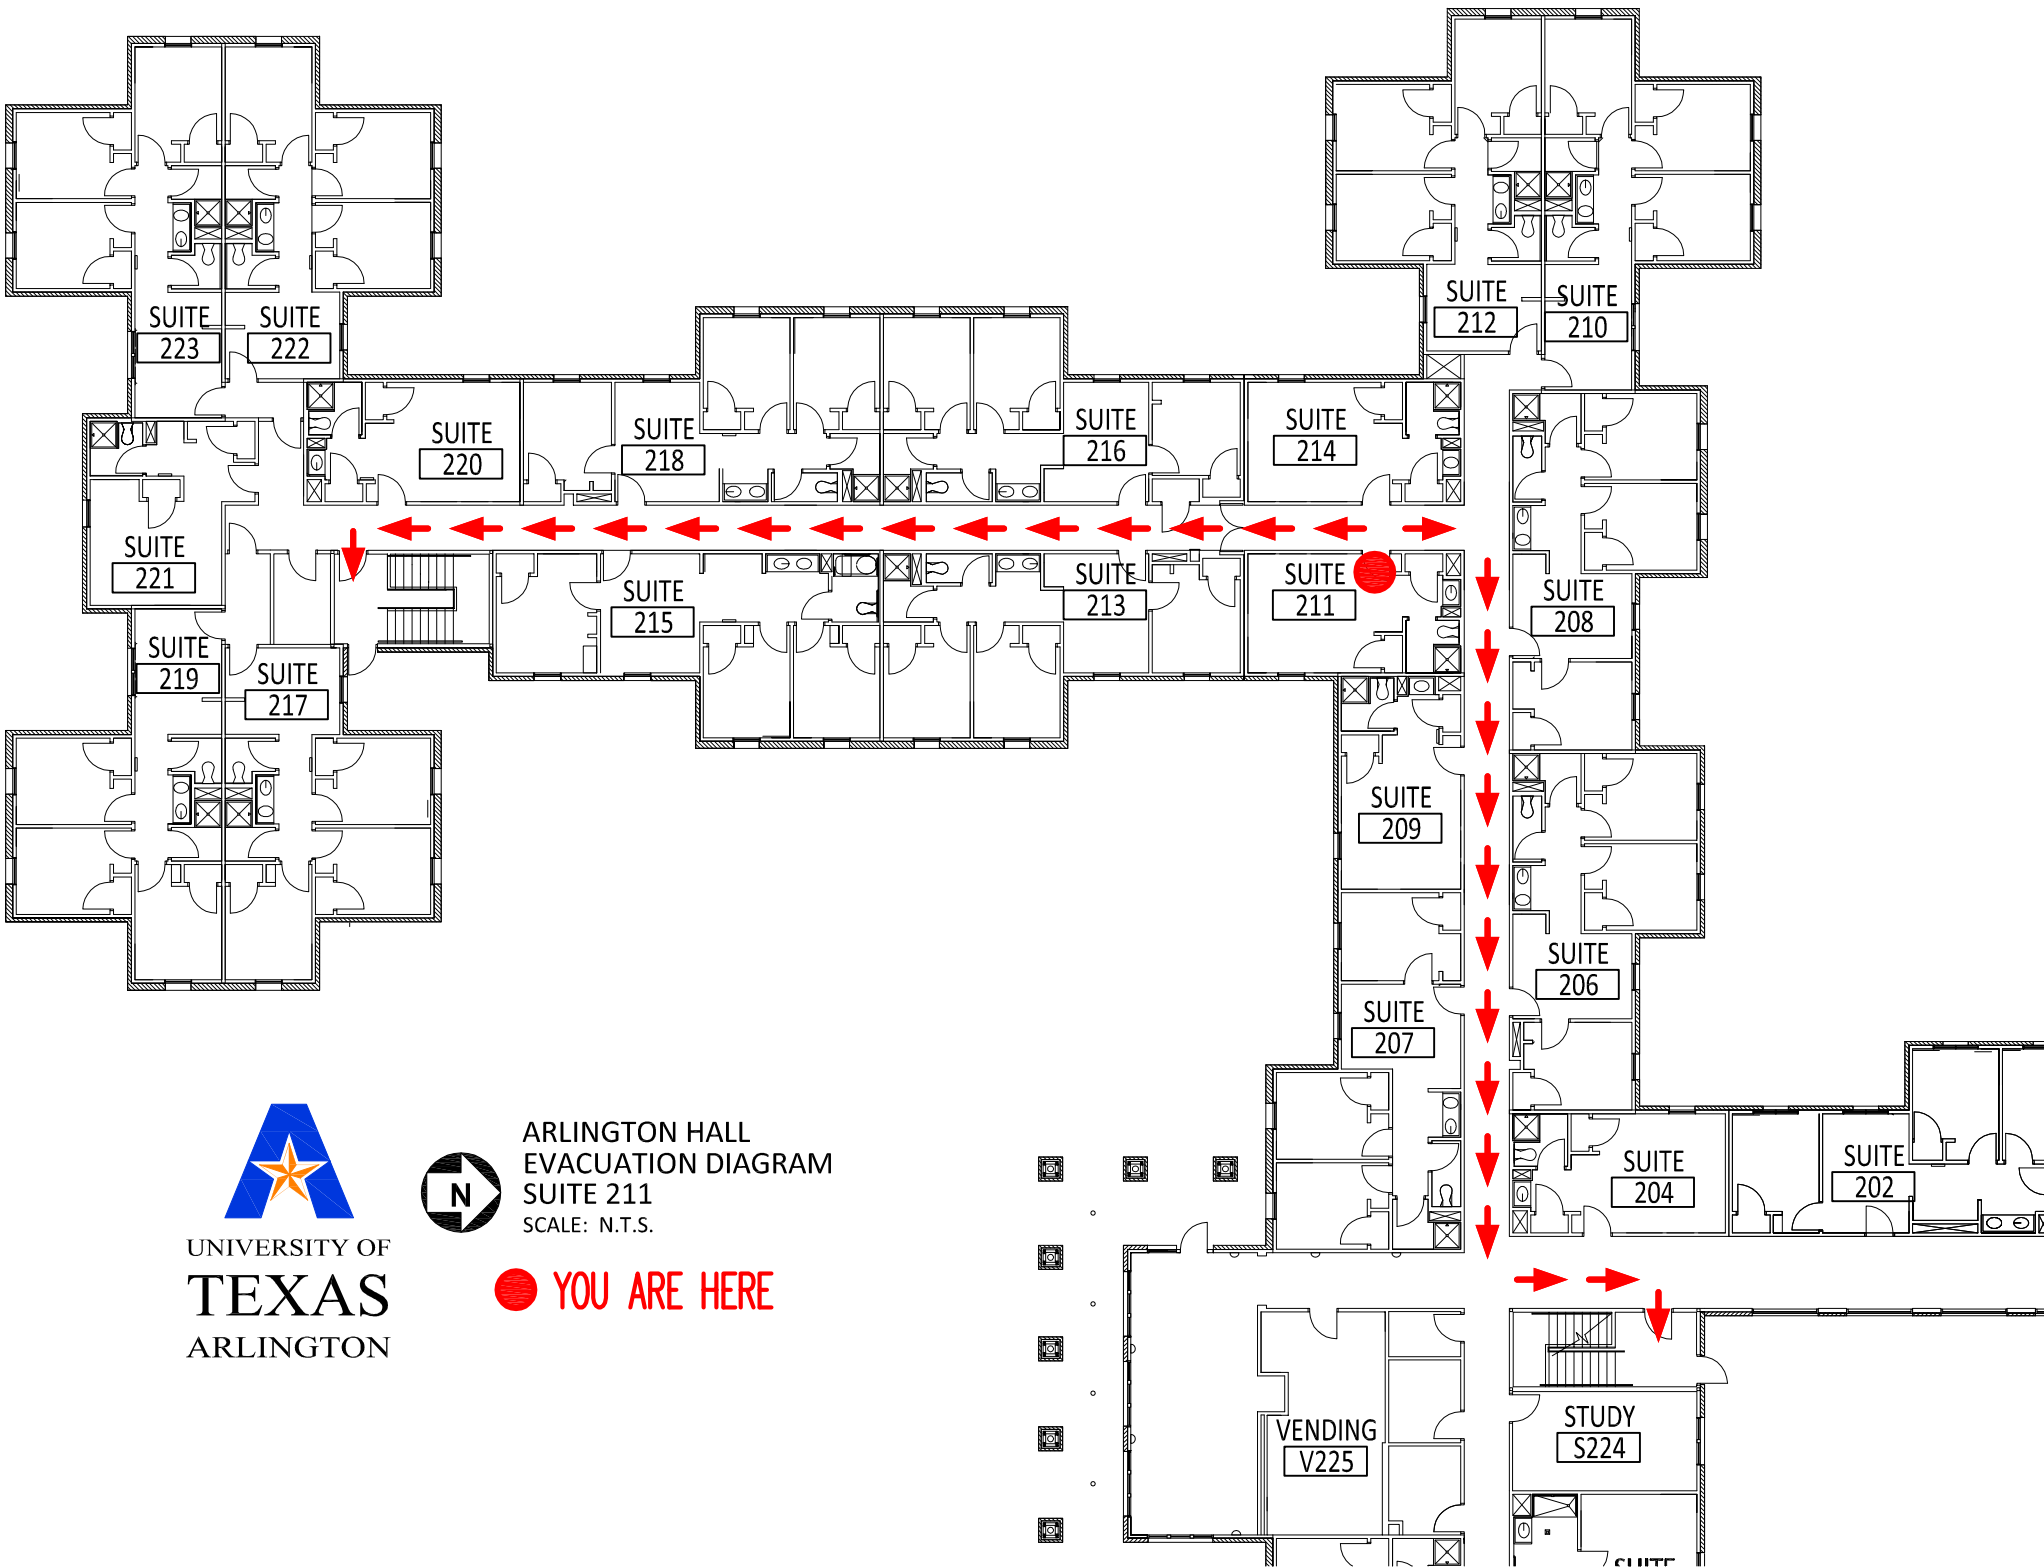 SUITE
212
SUITE
210
SUITE
223
SUITE
222
SUITE
220
SUITE
218
SUITE
216
SUITE
214
SUITE
221
SUITE
215
SUITE
213
SUITE
211
SUITE
208
SUITE
219
SUITE
217
SUITE
209
SUITE
206
SUITE
207
SUITE
204
SUITE
202
UNIVERSITY OF
TEXAS
ARLINGTON
N
ARLINGTON HALL
EVACUATION DIAGRAM
SUITE 211
SCALE: N.T.S.
YOU ARE HERE
VENDING
V225
STUDY
S224
SUITE